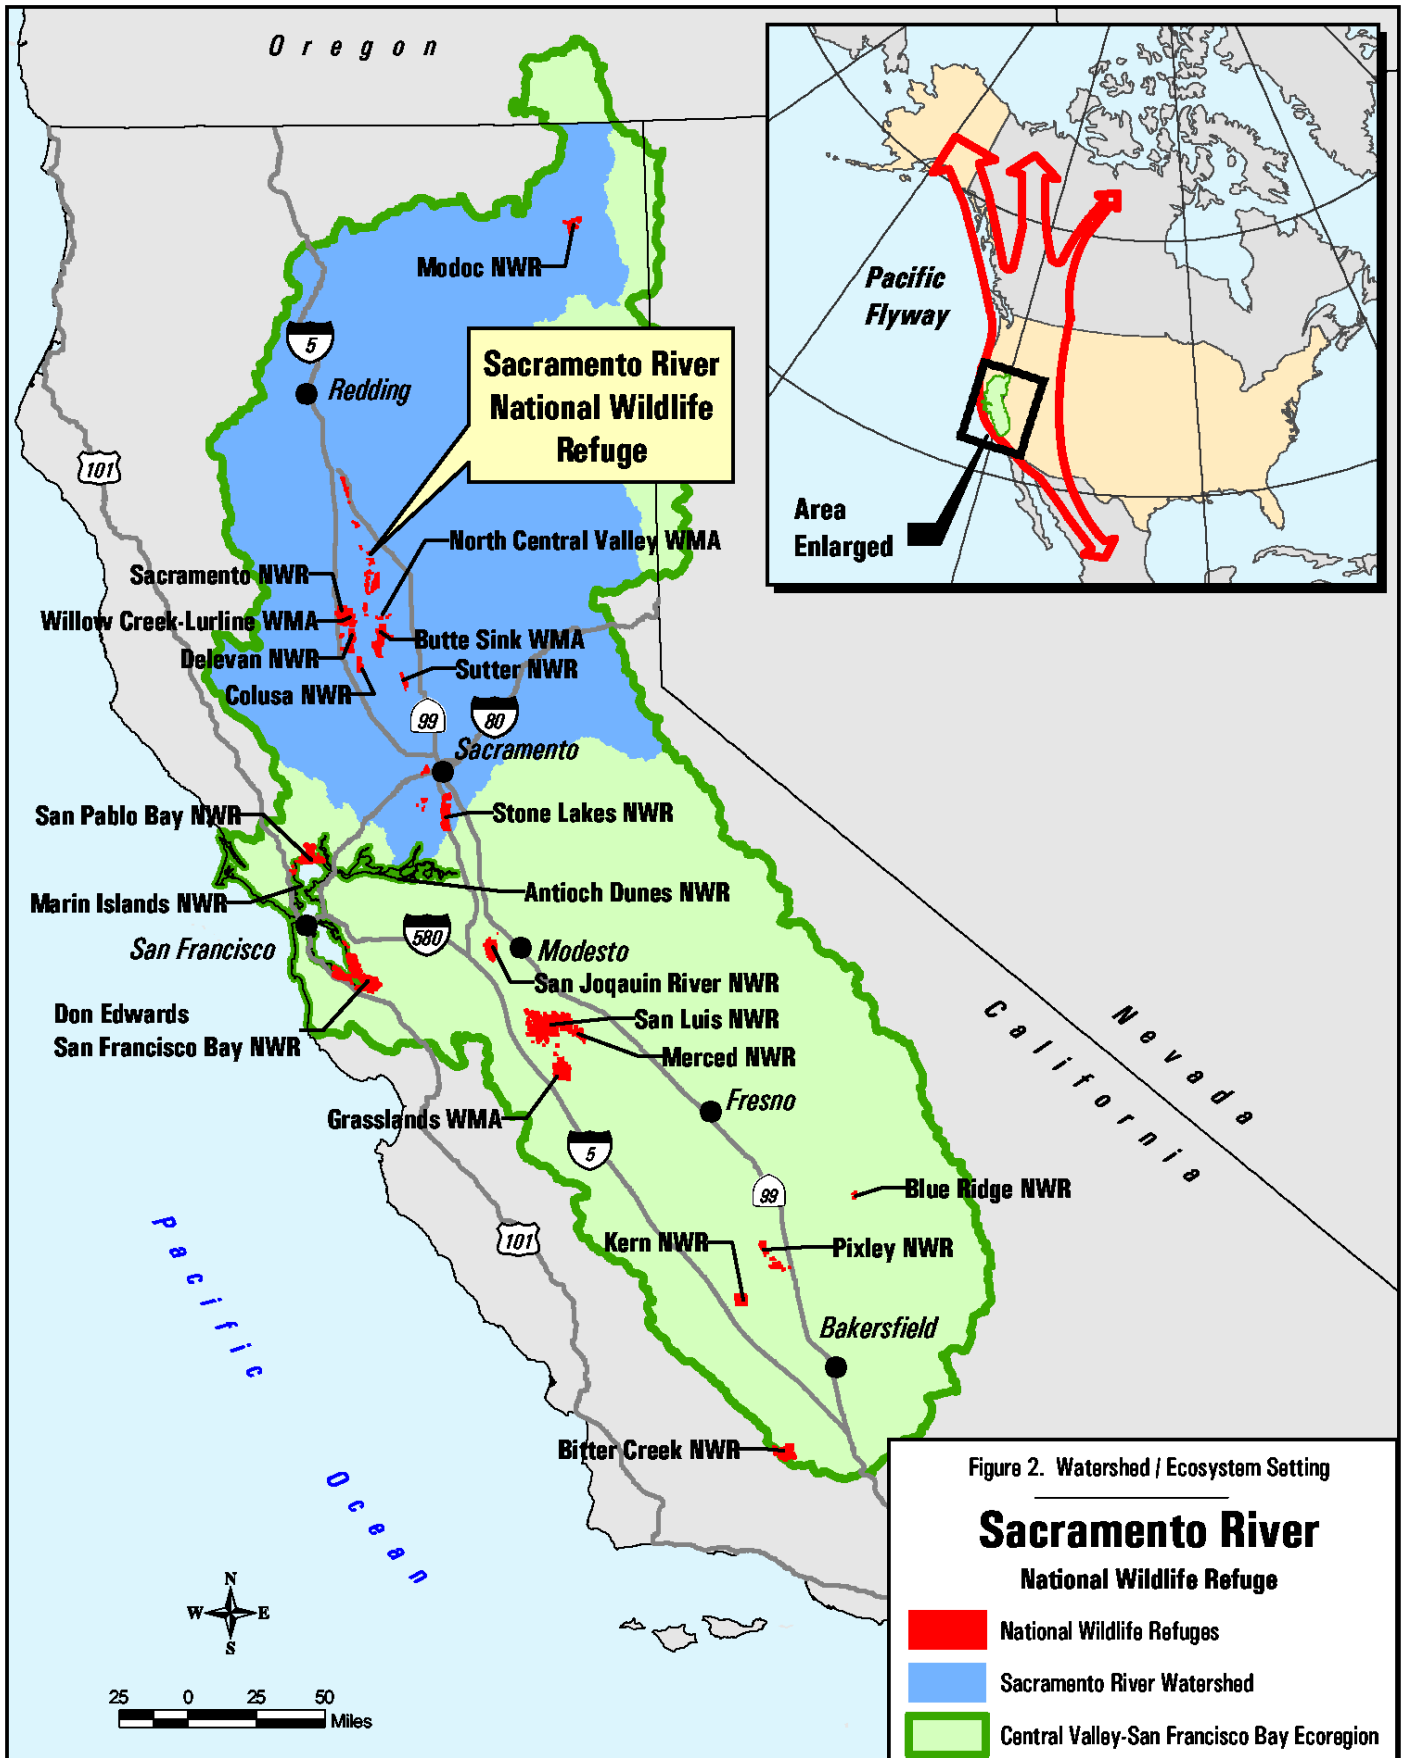 Oregon
Pacific
Flyway
Area
Enlarged
Modoc NWR
5
Redding
Sacramento River
National Wildlife
Refuge
101
North Central Valley WMA
Sacramento NWR
Willow Creek-Lurline WMA
Butte Sink WMA
Delevan NWR
Sutter NWR
Colusa NWR
99
80
Sacramento
San Pablo Bay NWR
Stone Lakes NWR
Antioch Dunes NWR
Marin Islands NWR
San Francisco
580
Modesto
San Joqauin River NWR
Don Edwards
San Francisco Bay NWR
San Luis NWR
Merced NWR
Nevada
California
Grasslands WMA
Fresno
5
99
Blue Ridge NWR
101
Kern NWR
Pixley NWR
Pacific
Ocean
Bakersfield
Bitter Creek NWR
Figure 2. Watershed / Ecosystem Setting
Sacramento River
National Wildlife Refuge
National Wildlife Refuges
Sacramento River Watershed
Central Valley-San Francisco Bay Ecoregion
N
W E
S
25 0 25 50
Miles